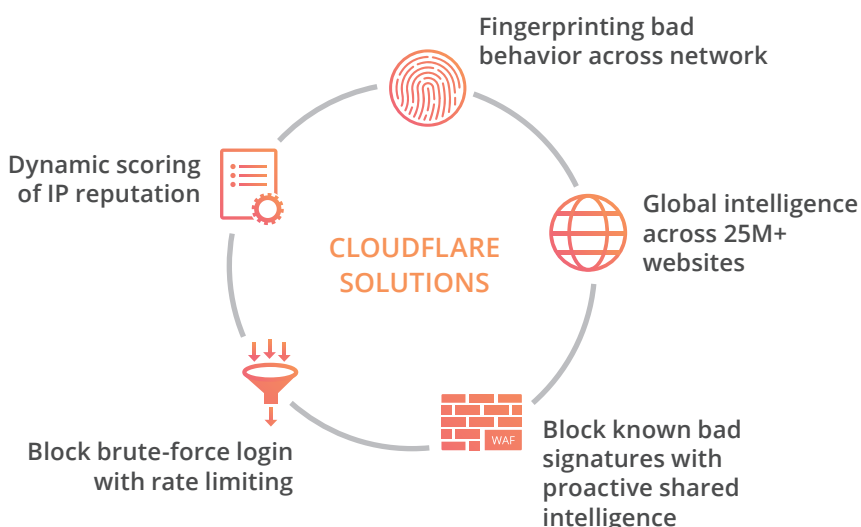 Fingerprinting bad
behavior across network
Dynamic scoring
of IP reputation
Global intelligence
across 25M+
websites
CLOUDFLARE
SOLUTIONS
WAF
Block brute-force login
with rate limiting
Block known bad
signatures with
proactive shared
intelligence